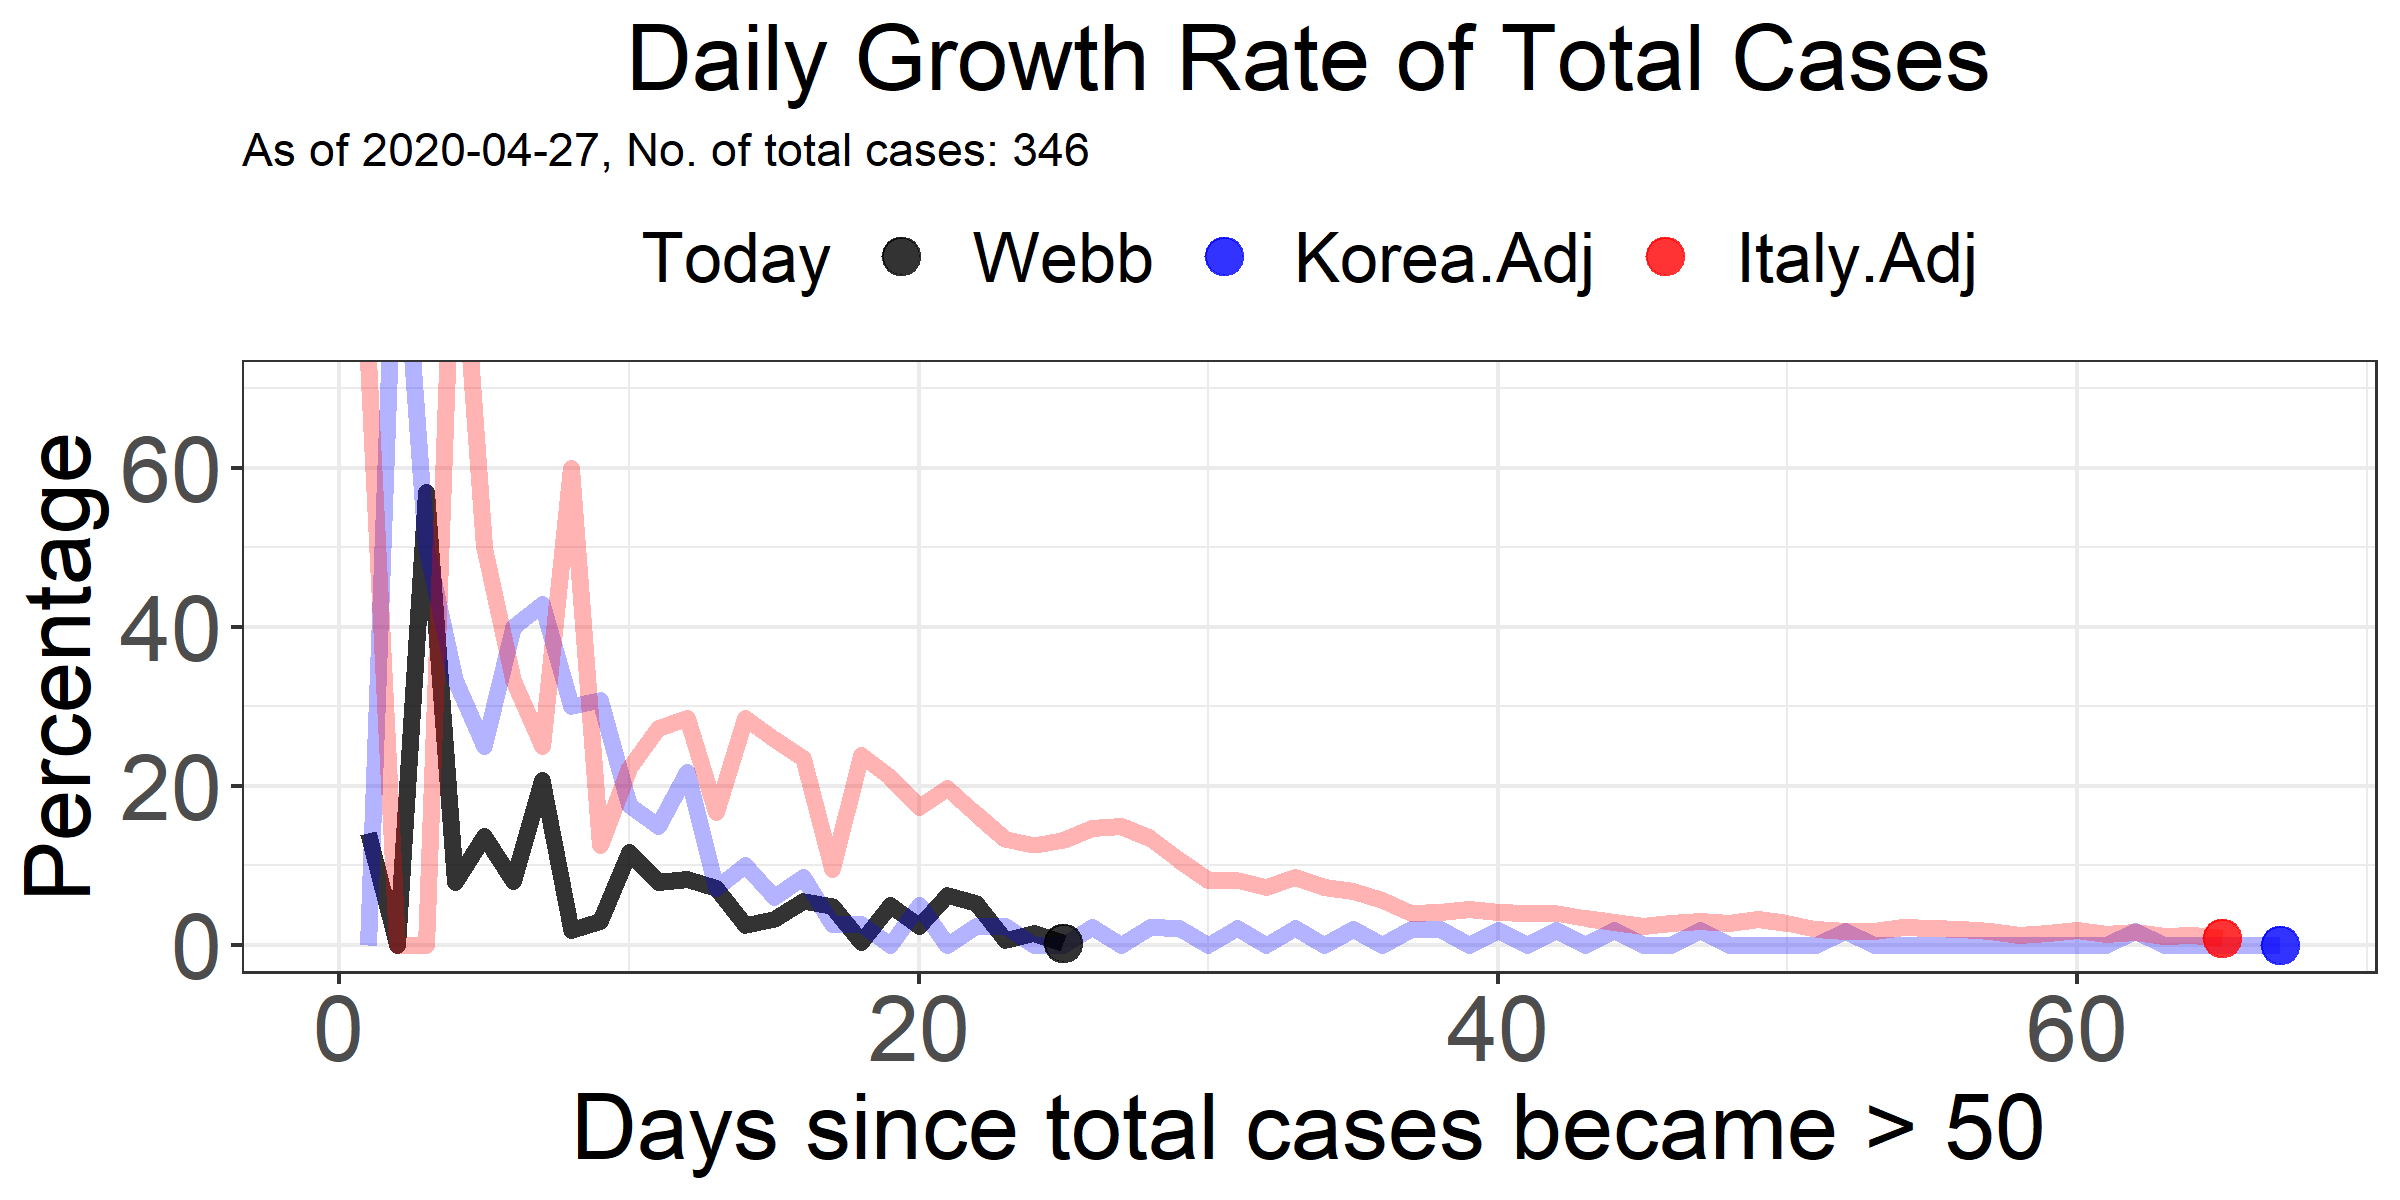 Daily Growth Rate of Total Cases
As of 2020-04-27, No. of total cases: 346
Today Webb Korea.Adj Italy.Adj
Percentage
60
40
20
0
0 20 40 60
Days since total cases became > 50